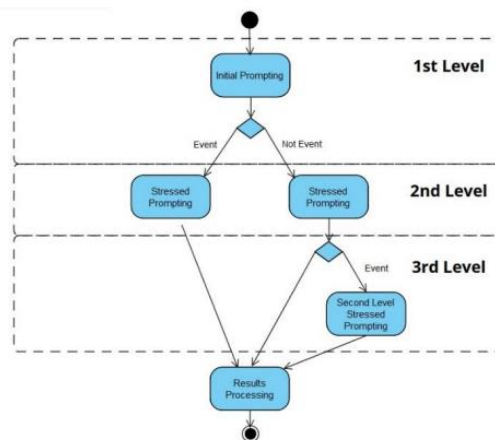 1st Level
Initial Prompting
Event
Not Event
2nd Level
Stressed
Prompting
Stressed
Prompting
3rd Level
Event
Second Level
Stressed
Prompting
Results
Processing